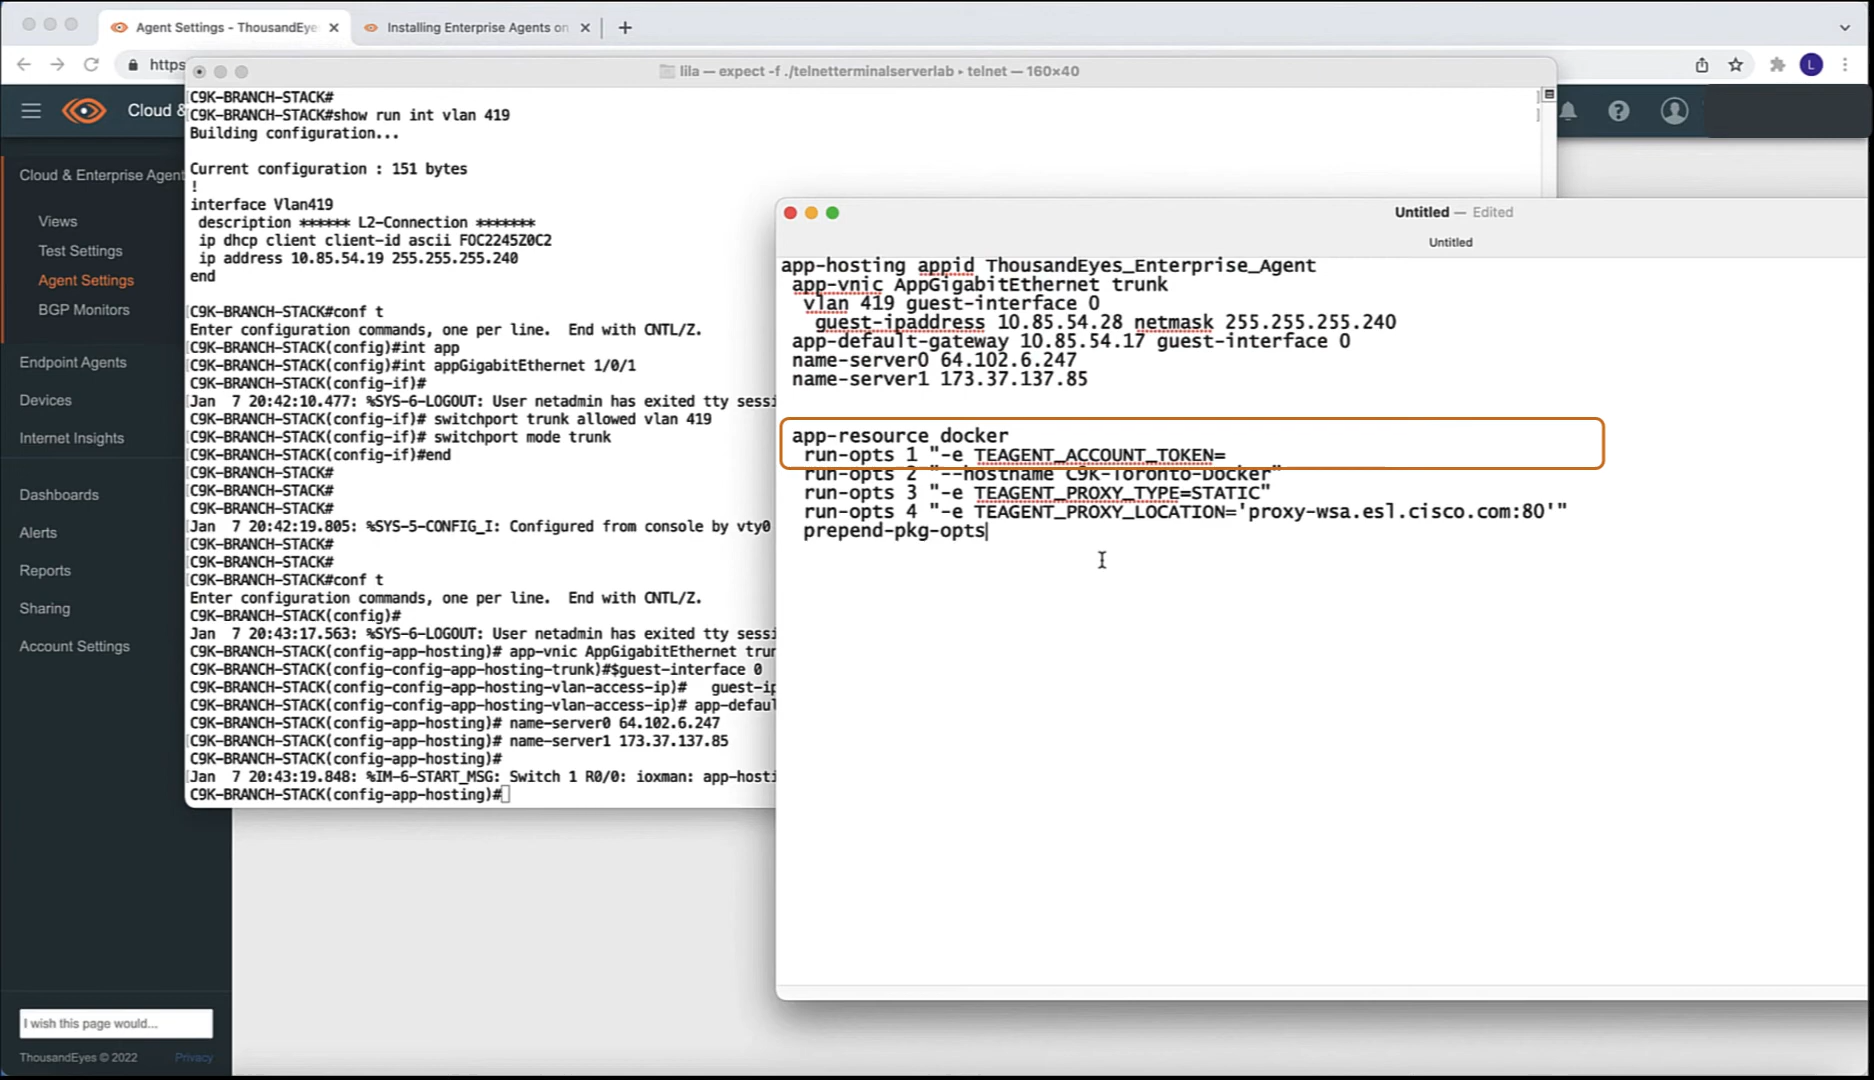 Agent Settings - ThousandEye
Installing Enterprise Agents on
https
L
lila — expect -f ./telnetterminalserverlab ▸ telnet — 160×40
Cloud &
Cloud & Enterprise Agent
Views
Test Settings
Agent Settings
BGP Monitors
Endpoint Agents
Devices
Internet Insights
Dashboards
Alerts
Reports
Sharing
Account Settings
I wish this page would...
ThousandEyes © 2022 Privacy
C9K-BRANCH-STACK#
C9K-BRANCH-STACK#show run int vlan 419
Building configuration...
Current configuration : 151 bytes
!
interface Vlan419
description ****** L2-Connection *******
ip dhcp client client-id ascii FOC2245Z0C2
ip address 10.85.54.19 255.255.255.240
end
C9K-BRANCH-STACK#conf t
Enter configuration commands, one per line.  End with CNTL/Z.
C9K-BRANCH-STACK(config)#int app
C9K-BRANCH-STACK(config)#int appGigabitEthernet 1/0/1
C9K-BRANCH-STACK(config-if)#
Jan  7 20:42:10.477: %SYS-6-LOGOUT: User netadmin has exited tty sessi
C9K-BRANCH-STACK(config-if)# switchport trunk allowed vlan 419
C9K-BRANCH-STACK(config-if)# switchport mode trunk
C9K-BRANCH-STACK(config-if)#end
C9K-BRANCH-STACK#
C9K-BRANCH-STACK#
C9K-BRANCH-STACK#
Jan  7 20:42:19.805: %SYS-5-CONFIG_I: Configured from console by vty0
C9K-BRANCH-STACK#
C9K-BRANCH-STACK#
C9K-BRANCH-STACK#conf t
Enter configuration commands, one per line.  End with CNTL/Z.
C9K-BRANCH-STACK(config)#
Jan  7 20:43:17.563: %SYS-6-LOGOUT: User netadmin has exited tty sessi
C9K-BRANCH-STACK(config-app-hosting)# app-vnic AppGigabitEthernet trun
C9K-BRANCH-STACK(config-config-app-hosting-trunk)#$guest-interface 0
C9K-BRANCH-STACK(config-config-app-hosting-vlan-access-ip)#   guest-ip
C9K-BRANCH-STACK(config-config-app-hosting-vlan-access-ip)# app-defau
C9K-BRANCH-STACK(config-app-hosting)# name-server0 64.102.6.247
C9K-BRANCH-STACK(config-app-hosting)# name-server1 173.37.137.85
C9K-BRANCH-STACK(config-app-hosting)#
Jan  7 20:43:19.848: %IM-6-START_MSG: Switch 1 R0/0: ioxman: app-hosti
C9K-BRANCH-STACK(config-app-hosting)#
Untitled — Edited
Untitled
app-hosting appid ThousandEyes_Enterprise_Agent
app-vnic AppGigabitEthernet trunk
vlan 419 guest-interface 0
guest-ipaddress 10.85.54.28 netmask 255.255.255.240
app-default-gateway 10.85.54.17 guest-interface 0
name-server0 64.102.6.247
name-server1 173.37.137.85
app-resource docker
run-opts 1 "-e TEAGENT_ACCOUNT_TOKEN=
run-opts 2 "--hostname C9K-Toronto-Docker"
run-opts 3 "-e TEAGENT_PROXY_TYPE=STATIC"
run-opts 4 "-e TEAGENT_PROXY_LOCATION='proxy-wsa.esl.cisco.com:80'"
prepend-pkg-opts